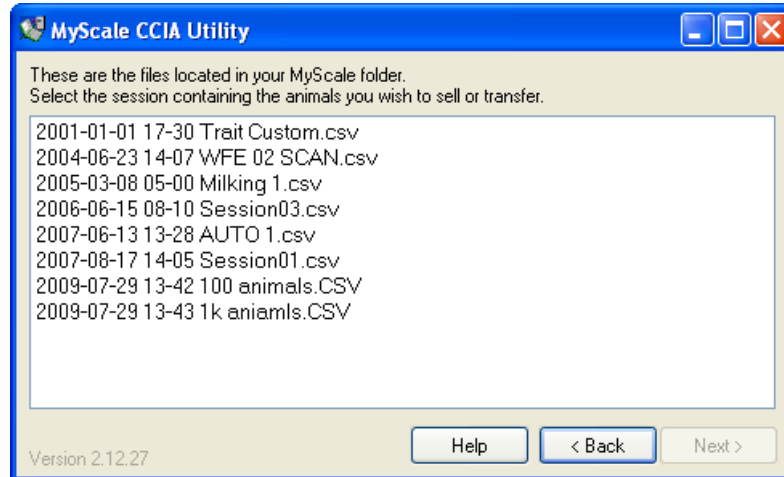 MyScale CCIA Utility
These are the files located in your MyScale folder.
Select the session containing the animals you wish to sell or transfer.
2001-01-01 17-30 Trait Custom.csv
2004-06-23 14-07 WFE 02 SCAN.csv
2005-03-08 05-00 Milking 1.csv
2006-06-15 08-10 Session03.csv
2007-06-13 13-28 AUTO 1.csv
2007-08-17 14-05 Session01.csv
2009-07-29 13-42 100 animals.CSV
2009-07-29 13-43 1k aniamls.CSV
Version 2.12.27
Help
< Back
Next >